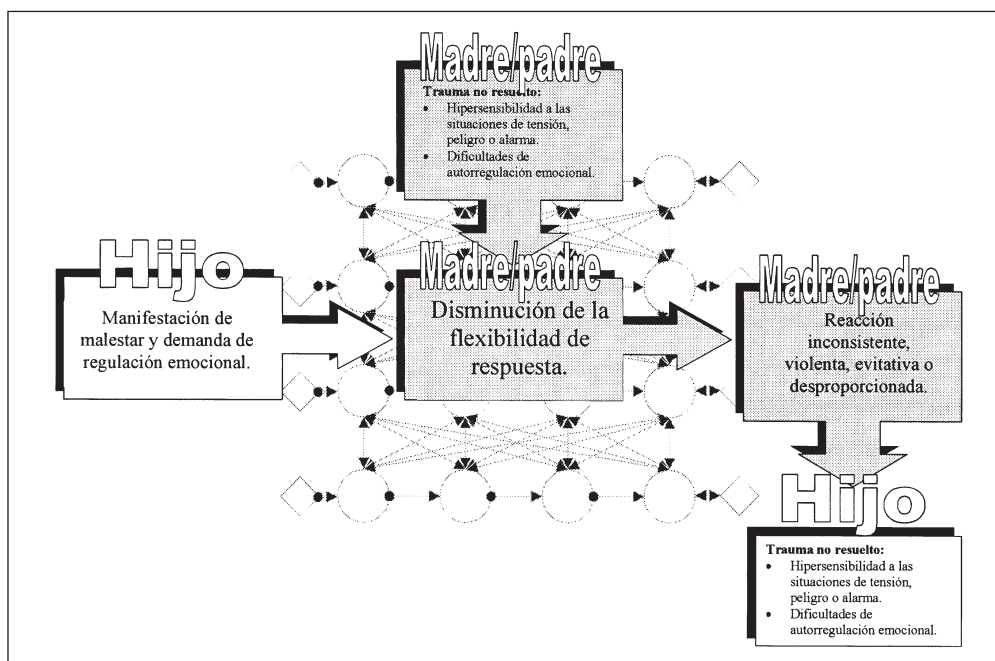 Madre/padre
Trauma no resuelto:
• Hipersensibilidad a las
situaciones de tensión,
peligro o alarma.
• Dificultades de
autorregulación emocional.
Hijo
Manifestación de
malestar y demanda de
regulación emocional.
Madre/padre
Disminución de la
flexibilidad de
respuesta.
Madre/padre
Reacción
inconsistente,
violenta, evitativa o
desproporcionada.
Hijo
Trauma no resuelto:
• Hipersensibilidad a las
situaciones de tensión,
peligro o alarma.
• Dificultades de
autorregulación emocional.